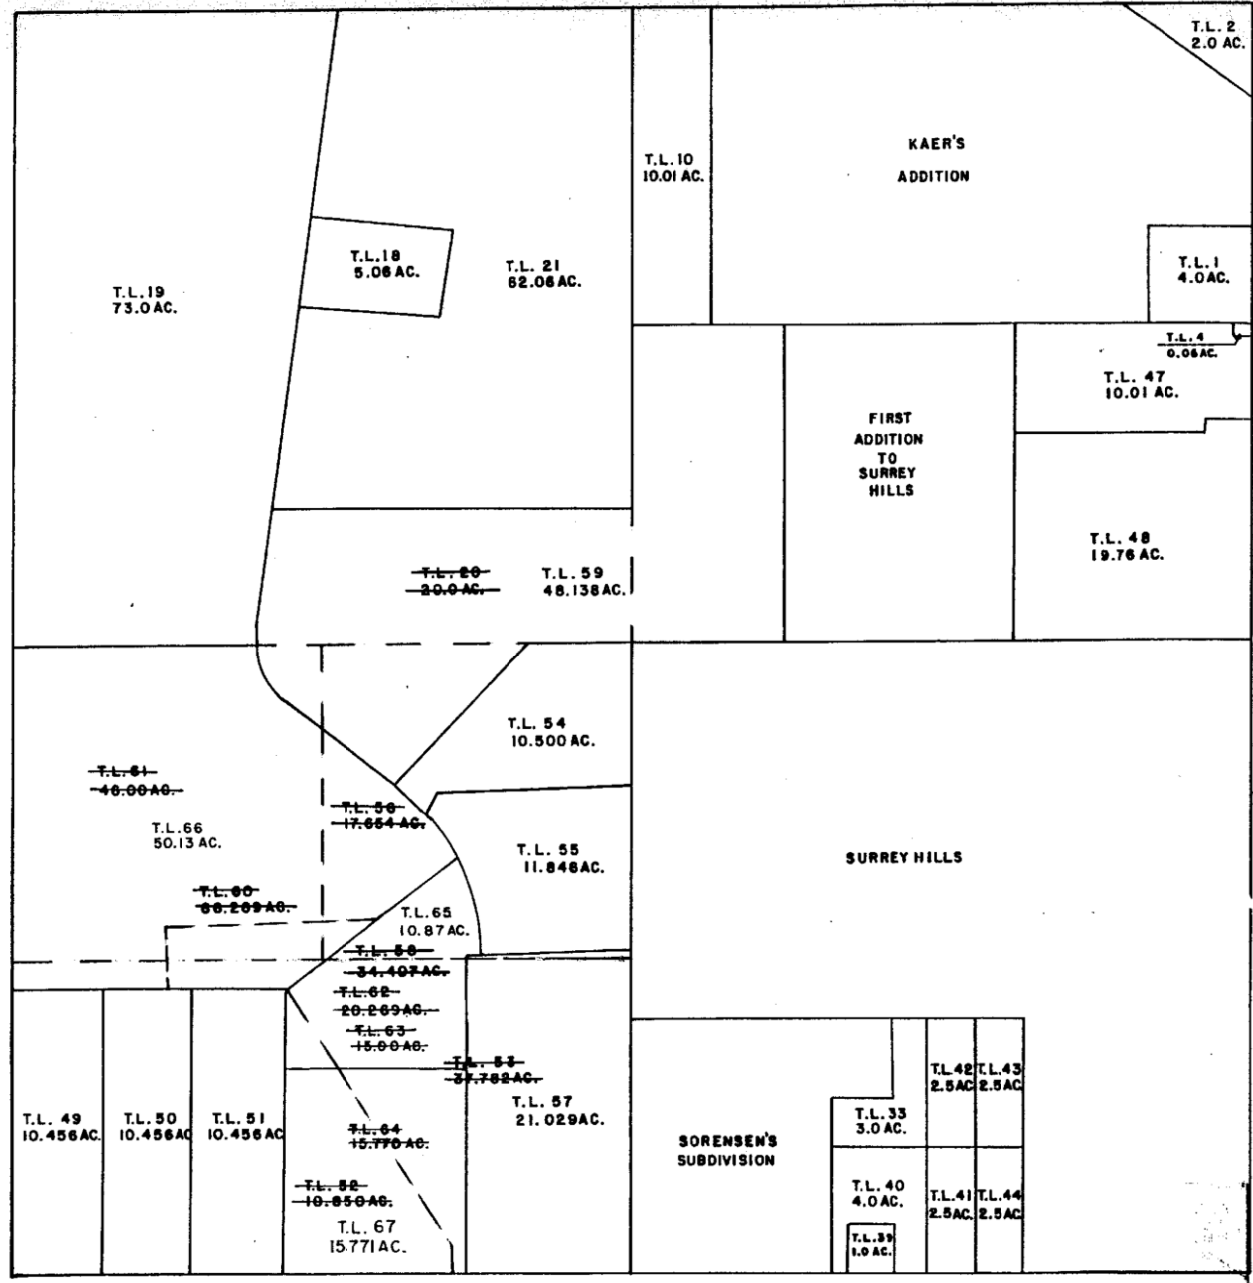 T.L. 2
2.0 AC.
KAER'S
ADDITION
T.L. 10
10.01 AC.
T.L. 18
5.06 AC.
T.L. 21
62.06 AC.
T.L. 1
4.0 AC.
T.L. 19
73.0 AC.
T.L. 4
0.06 AC.
T.L. 47
10.01 AC.
FIRST
ADDITION
TO
SURREY
HILLS
T.L. 48
19.76 AC.
T.L. 20
20.0 AC.
T.L. 59
48.138 AC.
T.L. 54
10.500 AC.
T.L. 61
46.00 AC.
T.L. 56
17.654 AC.
T.L. 66
50.13 AC.
T.L. 55
11.846 AC.
SURREY HILLS
T.L. 60
66.269 AC.
T.L. 65
10.87 AC.
T.L. 58
34.407 AC.
T.L. 62
20.269 AC.
T.L. 63
15.00 AC.
T.L. 53
37.782 AC.
T.L. 42
2.5 AC
T.L. 43
2.5 AC
T.L. 49
10.456 AC.
T.L. 50
10.456 AC
T.L. 51
10.456 AC
T.L. 57
21.029 AC.
T.L. 33
3.0 AC.
T.L. 64
15.770 AC.
SORENSEN'S
SUBDIVISION
T.L. 52
10.850 AC.
T.L. 40
4.0 AC.
T.L. 41
2.5 AC.
T.L. 44
2.5 AC
T.L. 67
15.771 AC.
T.L. 39
1.0 AC.